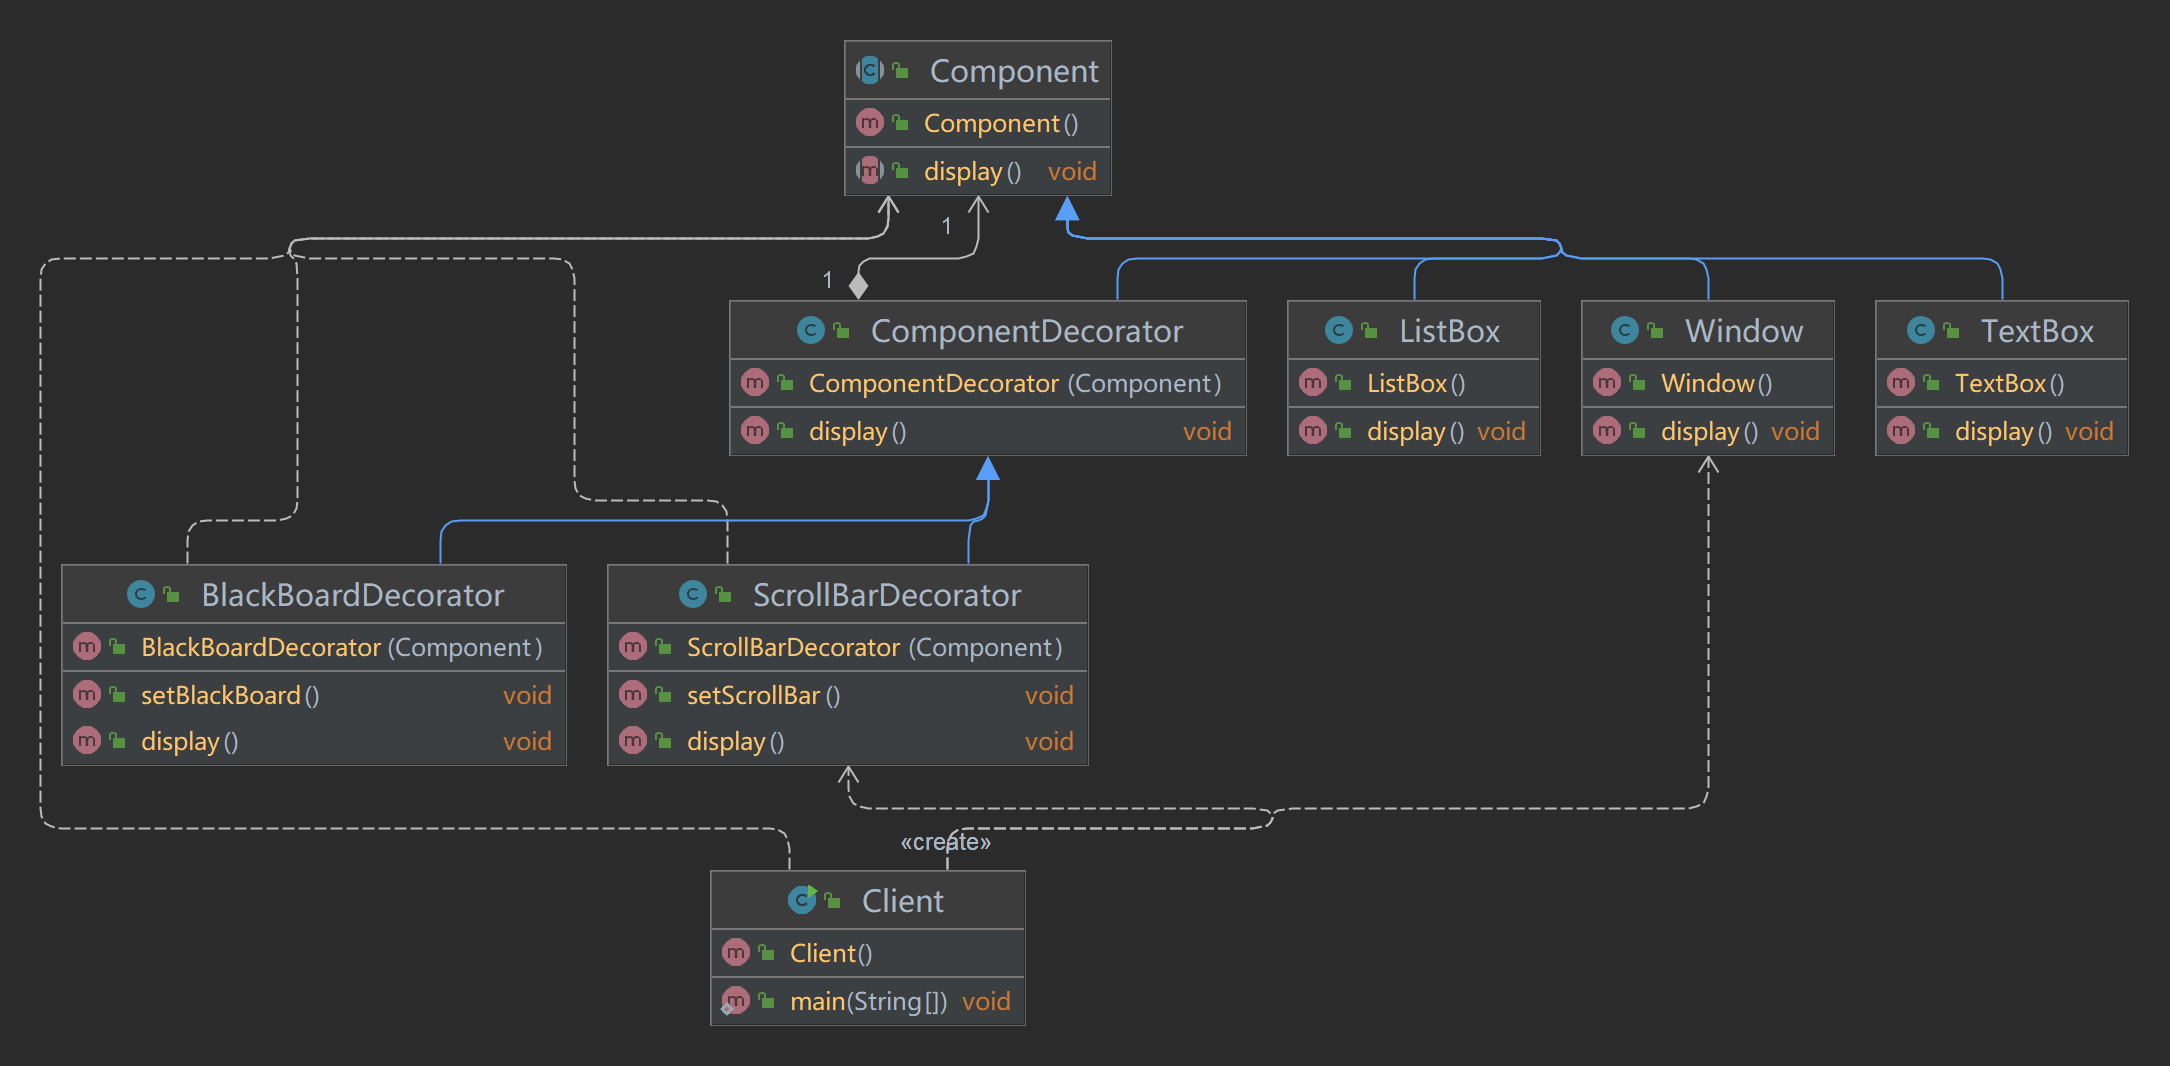 Component
Component()
display() void
1
1
ComponentDecorator
ComponentDecorator(Component)
display() void
ListBox
ListBox()
display() void
Window
Window()
display() void
TextBox
TextBox()
display() void
BlackBoardDecorator
BlackBoardDecorator(Component)
setBlackBoard() void
display() void
ScrollBarDecorator
ScrollBarDecorator(Component)
setScrollBar() void
display() void
«create»
Client
Client()
main(String[]) void